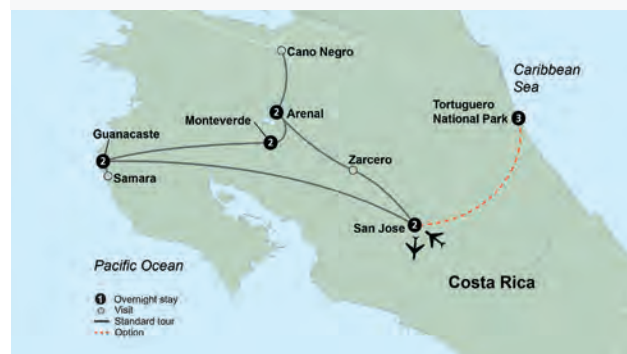 Cano Negro
Caribbean
Sea
2
Arenal
Tortuguero
National Park
3
Monteverde
2
Guanacaste
2
Samara
Zarcero
San Jose
2
Pacific Ocean
Costa Rica
1
Overnight stay
Visit
Standard tour
Option